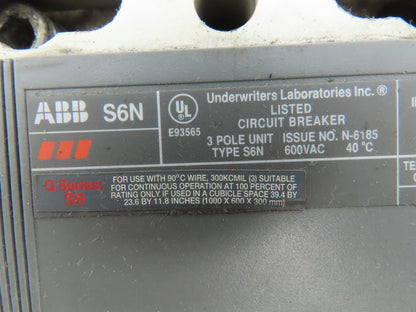 ABB S6N
UL ®
E93565
Underwriters Laboratories Inc.®
LISTED
CIRCUIT BREAKER
3 POLE UNIT ISSUE NO. N-6185
TYPE S6N 600VAC 40 °C
Q Series
S6
FOR USE WITH 90°C WIRE, 300KCMIL (3) SUITABLE
FOR CONTINUOUS OPERATION AT 100 PERCENT OF
RATING ONLY IF USED IN A CUBICLE SPACE 39.4 BY
23.6 BY 11.8 INCHES (1000 X 600 X 300 mm)
TE